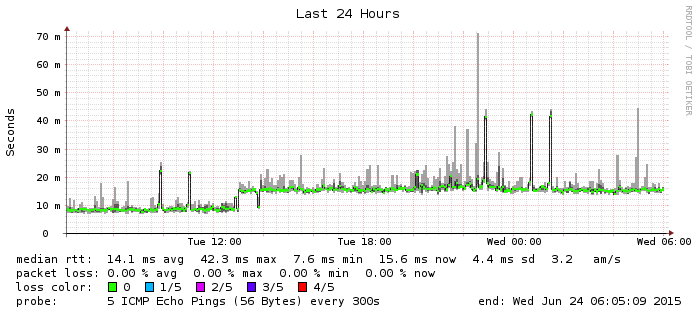 Last 24 Hours
RRDTOOL / TOBI OETIKER
Seconds
70 m
60 m
50 m
40 m
30 m
20 m
10 m
0
Tue 12:00 Tue 18:00 Wed 00:00 Wed 06:00
median rtt: 14.1 ms avg 42.3 ms max 7.6 ms min 15.6 ms now 4.4 ms sd 3.2 am/s
packet loss: 0.00 % avg 0.00 % max 0.00 % min 0.00 % now
loss color: 0 1/5 2/5 3/5 4/5
probe: 5 ICMP Echo Pings (56 Bytes) every 300s end: Wed Jun 24 06:05:09 2015